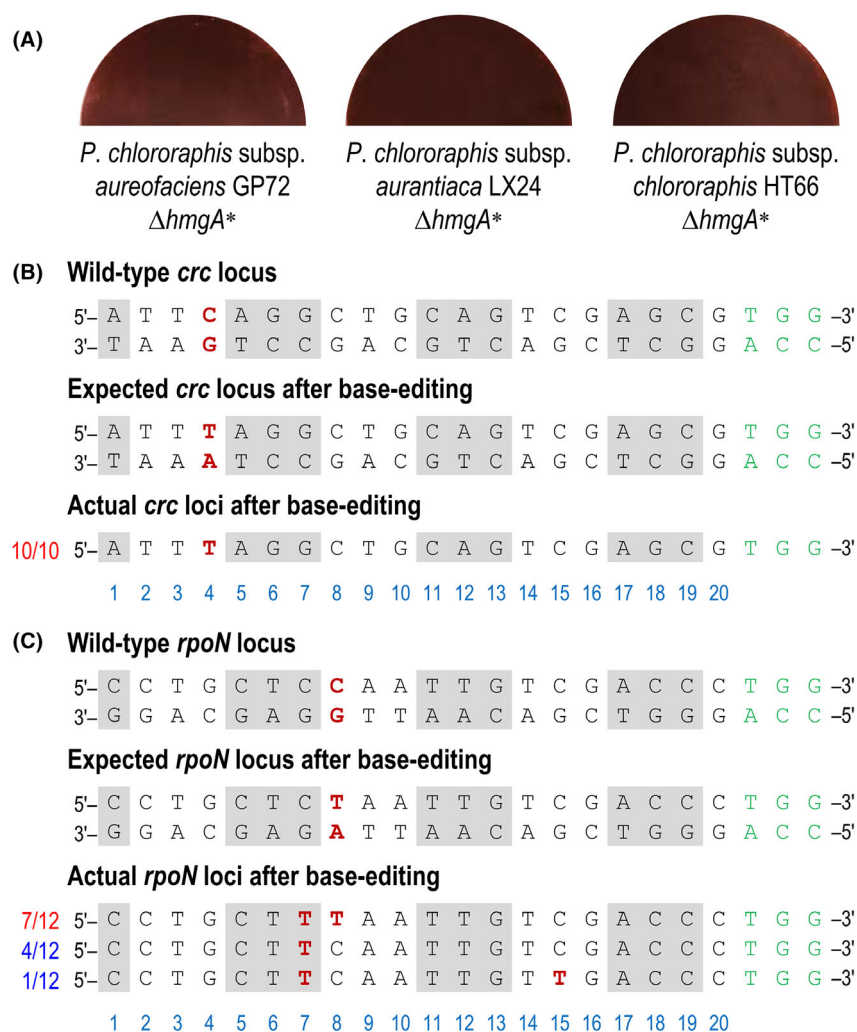 (A)
P. chlororaphis subsp.
aureofaciens GP72
ΔhmgA*
P. chlororaphis subsp.
aurantiaca LX24
ΔhmgA*
P. chlororaphis subsp.
chlororaphis HT66
ΔhmgA*
(B) Wild-type crc locus
5'– A T T C A G G C T G C A G T C G A G C G T G G –3'
3'– T A A G T C C G A C G T C A G C T C G G A C C –5'
Expected crc locus after base-editing
5'– A T T T A G G C T G C A G T C G A G C G T G G –3'
3'– T A A A T C C G A C G T C A G C T C G G A C C –5'
Actual crc loci after base-editing
10/10 5'– A T T T A G G C T G C A G T C G A G C G T G G –3'
1 2 3 4 5 6 7 8 9 10 11 12 13 14 15 16 17 18 19 20
(C) Wild-type rpoN locus
5'– C C T G C T C C A A T T G T C G A C C C T G G –3'
3'– G G A C G A G G T T A A C A G C T G G G A C C –5'
Expected rpoN locus after base-editing
5'– C C T G C T C T A A T T G T C G A C C C T G G –3'
3'– G G A C G A G A T T A A C A G C T G G G A C C –5'
Actual rpoN loci after base-editing
7/12 5'– C C T G C T T T A A T T G T C G A C C C T G G –3'
4/12 5'– C C T G C T T C A A T T G T C G A C C C T G G –3'
1/12 5'– C C T G C T T C A A T T G T T G A C C C T G G –3'
1 2 3 4 5 6 7 8 9 10 11 12 13 14 15 16 17 18 19 20